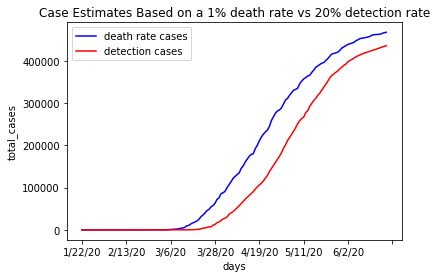 Case Estimates Based on a 1% death rate vs 20% detection rate
death rate cases
detection cases
400000
300000
200000
100000
0
total_cases
1/22/20 2/13/20 3/6/20 3/28/20 4/19/20 5/11/20 6/2/20
days